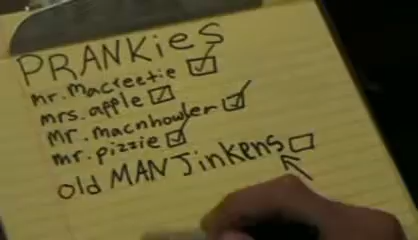 PRANKiES
mr. macreetie
mrs. apple
mr. macnhowler
mr. pizzie
old MAN Jinkens